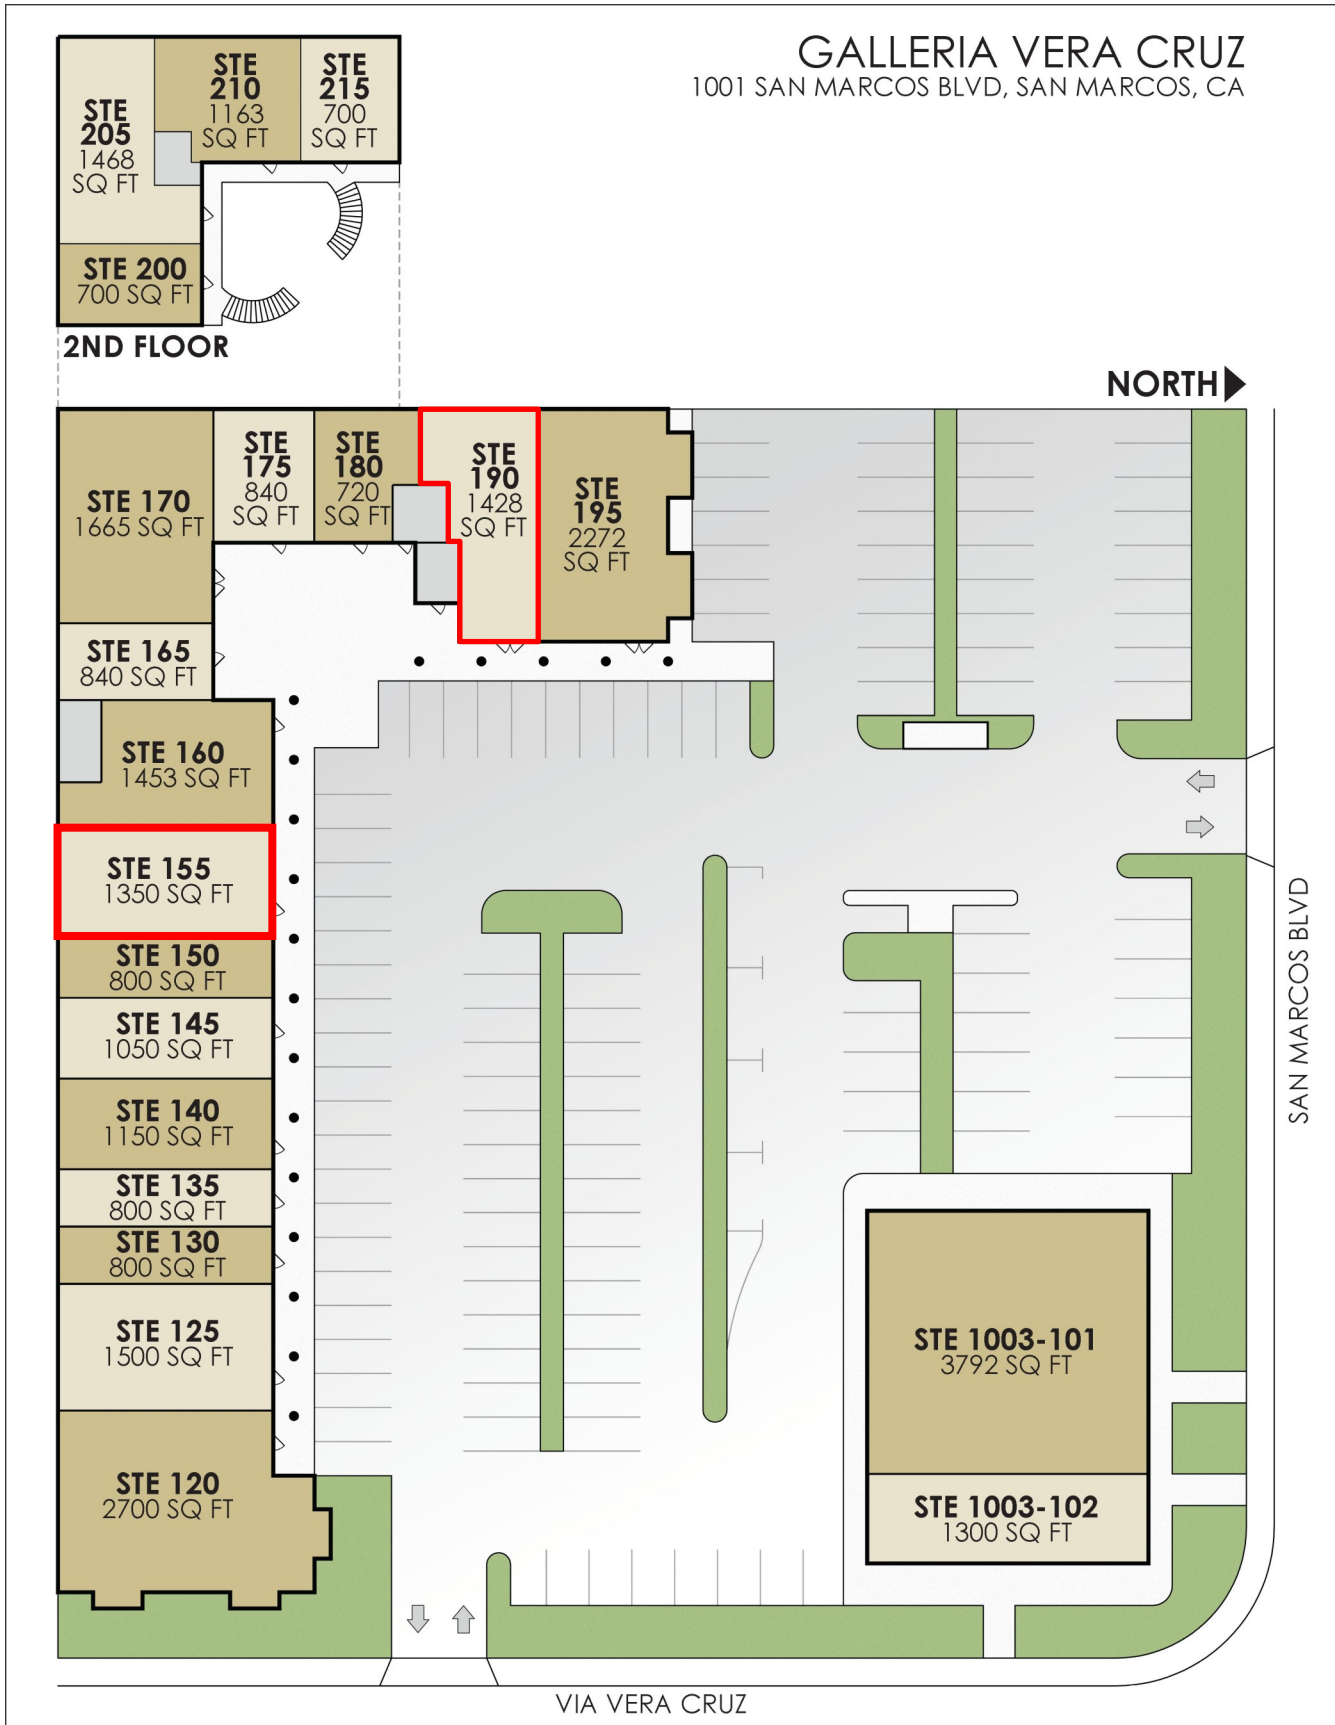 GALLERIA VERA CRUZ
1001 SAN MARCOS BLVD, SAN MARCOS, CA
STE
205
1468
SQ FT
STE
210
1163
SQ FT
STE
215
700
SQ FT
STE 200
700 SQ FT
2ND FLOOR
NORTH
STE 170
1665 SQ FT
STE
175
840
SQ FT
STE
180
720
SQ FT
STE
190
1428
SQ FT
STE
195
2272
SQ FT
STE 165
840 SQ FT
STE 160
1453 SQ FT
STE 155
1350 SQ FT
STE 150
800 SQ FT
STE 145
1050 SQ FT
STE 140
1150 SQ FT
STE 135
800 SQ FT
STE 130
800 SQ FT
STE 125
1500 SQ FT
STE 120
2700 SQ FT
STE 1003-101
3792 SQ FT
STE 1003-102
1300 SQ FT
SAN MARCOS BLVD
VIA VERA CRUZ